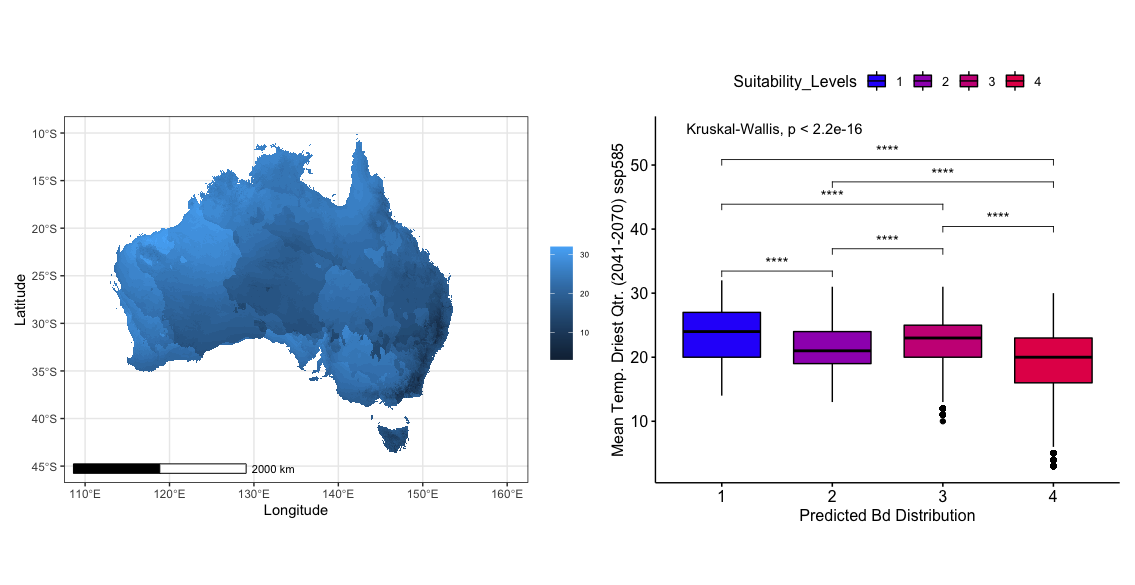 10°S
15°S
20°S
25°S
30°S
35°S
40°S
45°S
Latitude
2000 km
110°E 120°E 130°E 140°E 150°E 160°E
Longitude
30
20
10
Suitability_Levels 1 2 3 4
Kruskal-Wallis, p < 2.2e-16
****
****
****
****
****
****
Mean Temp. Driest Qtr. (2041-2070) ssp585
50
40
30
20
10
1 2 3 4
Predicted Bd Distribution